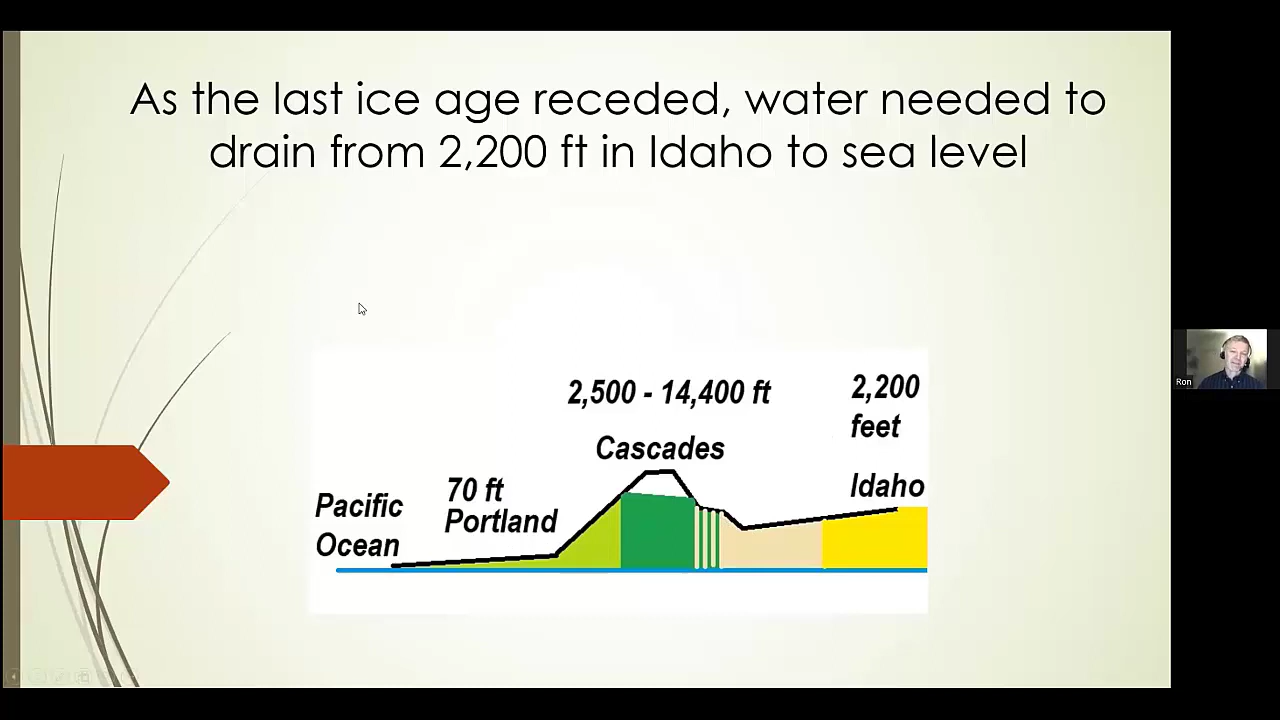 As the last ice age receded, water needed to
drain from 2,200 ft in Idaho to sea level
2,500 - 14,400 ft
Cascades
2,200
feet
Idaho
70 ft
Portland
Pacific
Ocean
Ron